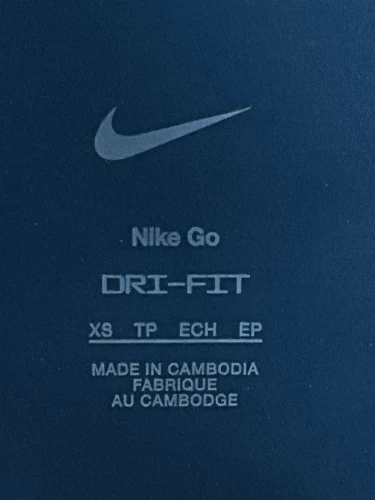 Nike Go
DRI-FIT
XS TP ECH EP
MADE IN CAMBODIA
FABRIQUE
AU CAMBODGE